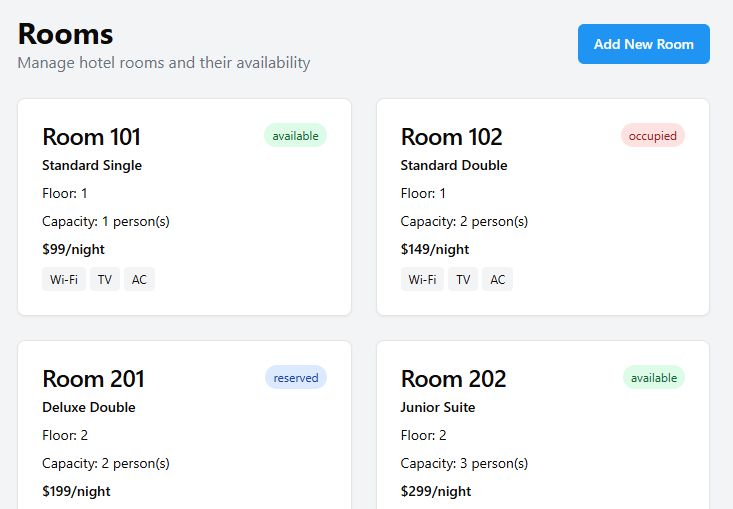 Rooms
Manage hotel rooms and their availability
Add New Room
Room 101
available
Standard Single
Floor: 1
Capacity: 1 person(s)
$99/night
Wi-Fi TV AC
Room 102
occupied
Standard Double
Floor: 1
Capacity: 2 person(s)
$149/night
Wi-Fi TV AC
Room 201
reserved
Deluxe Double
Floor: 2
Capacity: 2 person(s)
$199/night
Room 202
available
Junior Suite
Floor: 2
Capacity: 3 person(s)
$299/night